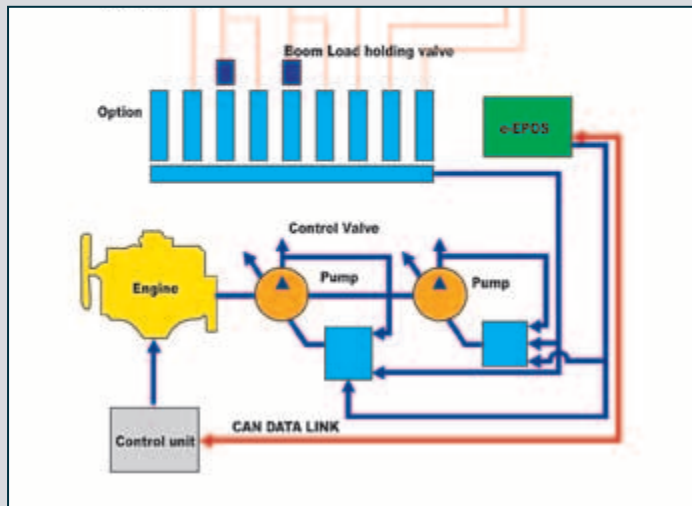 Boom Load holding valve
Option
e-EPOS
Control Valve
Engine
Pump
Pump
Control unit
CAN DATA LINK